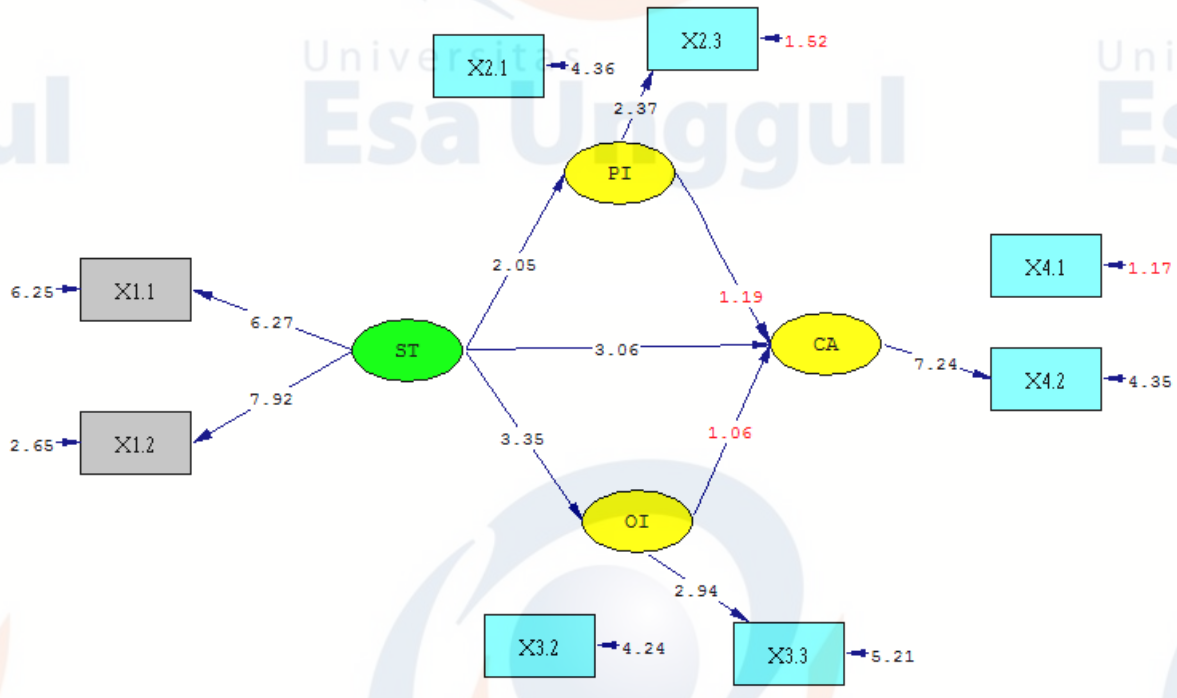 Universitas
Esa Unggul
ul
Uni
Es
X2.1
4.36
X2.3
1.52
2.37
PI
2.05
1.19
6.25
X1.1
6.27
ST
3.06
CA
X4.1
1.17
7.24
X4.2
4.35
7.92
2.65
X1.2
3.35
1.06
OI
2.94
X3.2
4.24
X3.3
5.21